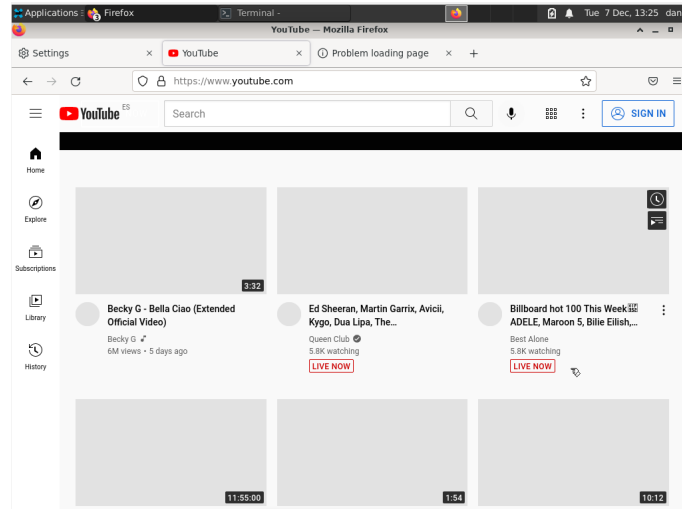 Applications Firefox Terminal - Tue 7 Dec, 13:25 dan
3
YouTube — Mozilla Firefox
Settings × YouTube × Problem loading page × +
https://www.youtube.com
YouTube ES Search SIGN IN
Home
Explore
Subscriptions
Library
History
3:32
Becky G - Bella Ciao (Extended
Official Video)
Becky G
6M views • 5 days ago
Ed Sheeran, Martin Garrix, Avicii,
Kygo, Dua Lipa, The...
Queen Club
5.8K watching
LIVE NOW
Billboard hot 100 This Week
ADELE, Maroon 5, Bilie Eilish,...
Best Alone
5.8K watching
LIVE NOW
11:55:00
1:54
10:12